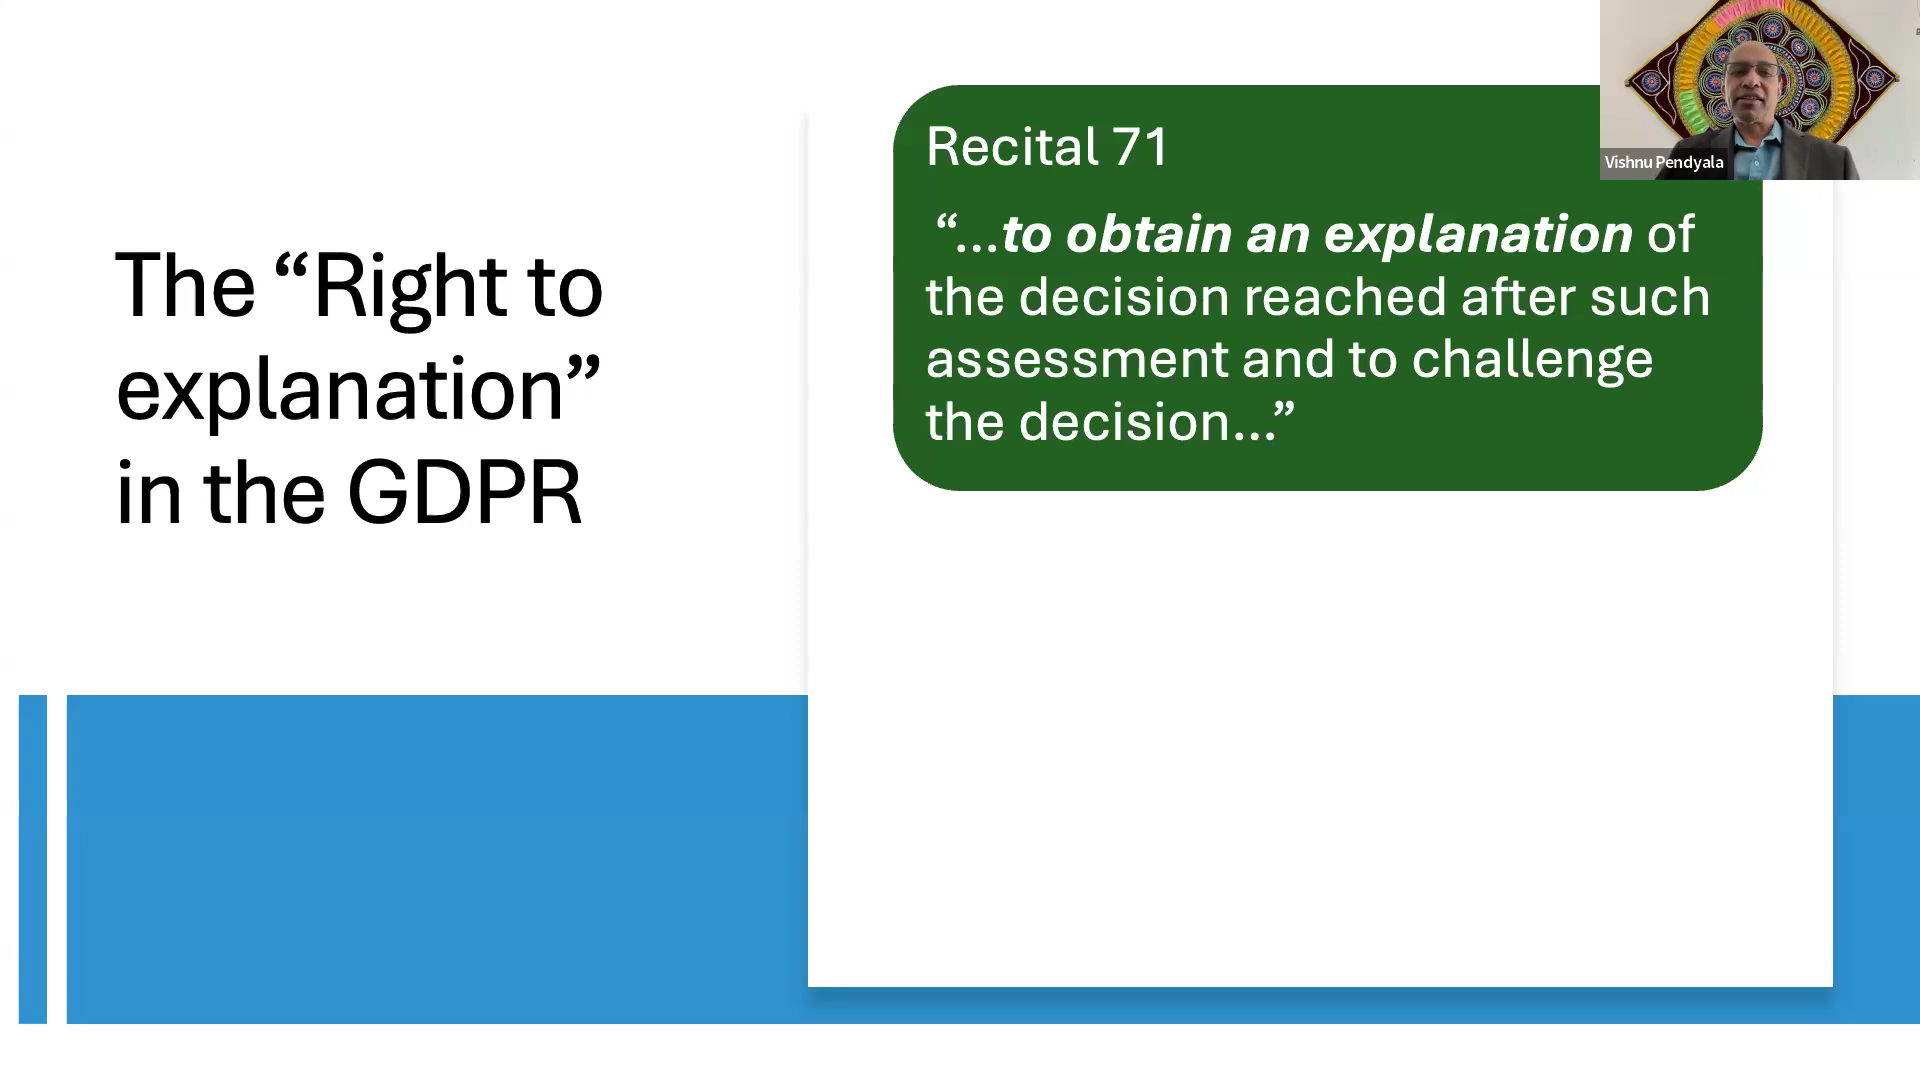 The “Right to
explanation”
in the GDPR
Recital 71
“...to obtain an explanation of
the decision reached after such
assessment and to challenge
the decision...”
Vishnu Pendyala